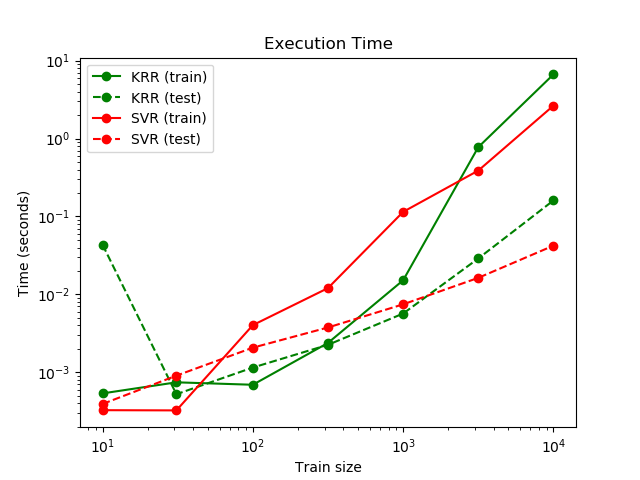 Execution Time
KRR (train)
KRR (test)
SVR (train)
SVR (test)
Time (seconds)
10¹
10⁰
10⁻¹
10⁻²
10⁻³
10¹ 10² 10³ 10⁴
Train size